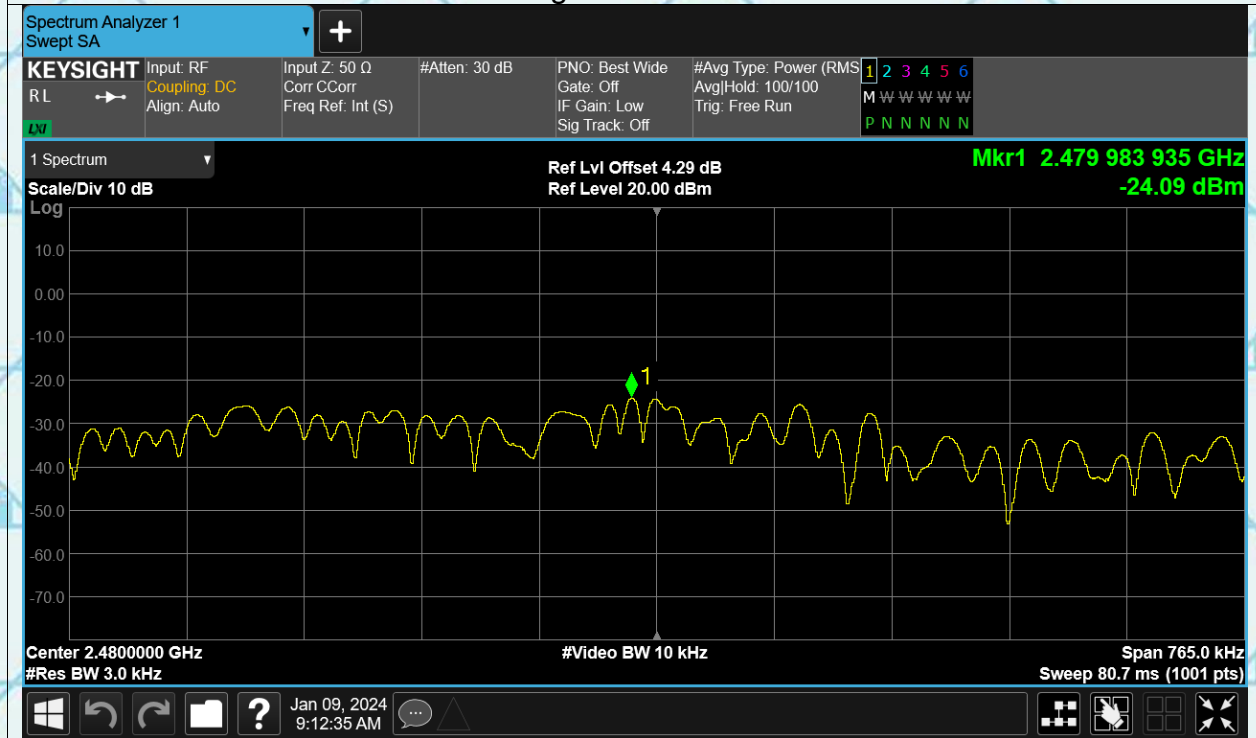 Spectrum Analyzer 1
Swept SA
KEYSIGHT
RL
LXI
Input: RF
Coupling: DC
Align: Auto
Input Z: 50 Ω
Corr CCorr
Freq Ref: Int (S)
#Atten: 30 dB
PNO: Best Wide
Gate: Off
IF Gain: Low
Sig Track: Off
#Avg Type: Power (RMS
Avg|Hold: 100/100
Trig: Free Run
1 2 3 4 5 6
M W W W W W
P N N N N N
1 Spectrum
Scale/Div 10 dB
Log
Ref Lvl Offset 4.29 dB
Ref Level 20.00 dBm
Mkr1 2.479 983 935 GHz
-24.09 dBm
10.0
0.00
-10.0
-20.0
-30.0
-40.0
-50.0
-60.0
-70.0
1
Center 2.4800000 GHz
#Res BW 3.0 kHz
#Video BW 10 kHz
Span 765.0 kHz
Sweep 80.7 ms (1001 pts)
?
Jan 09, 2024
9:12:35 AM